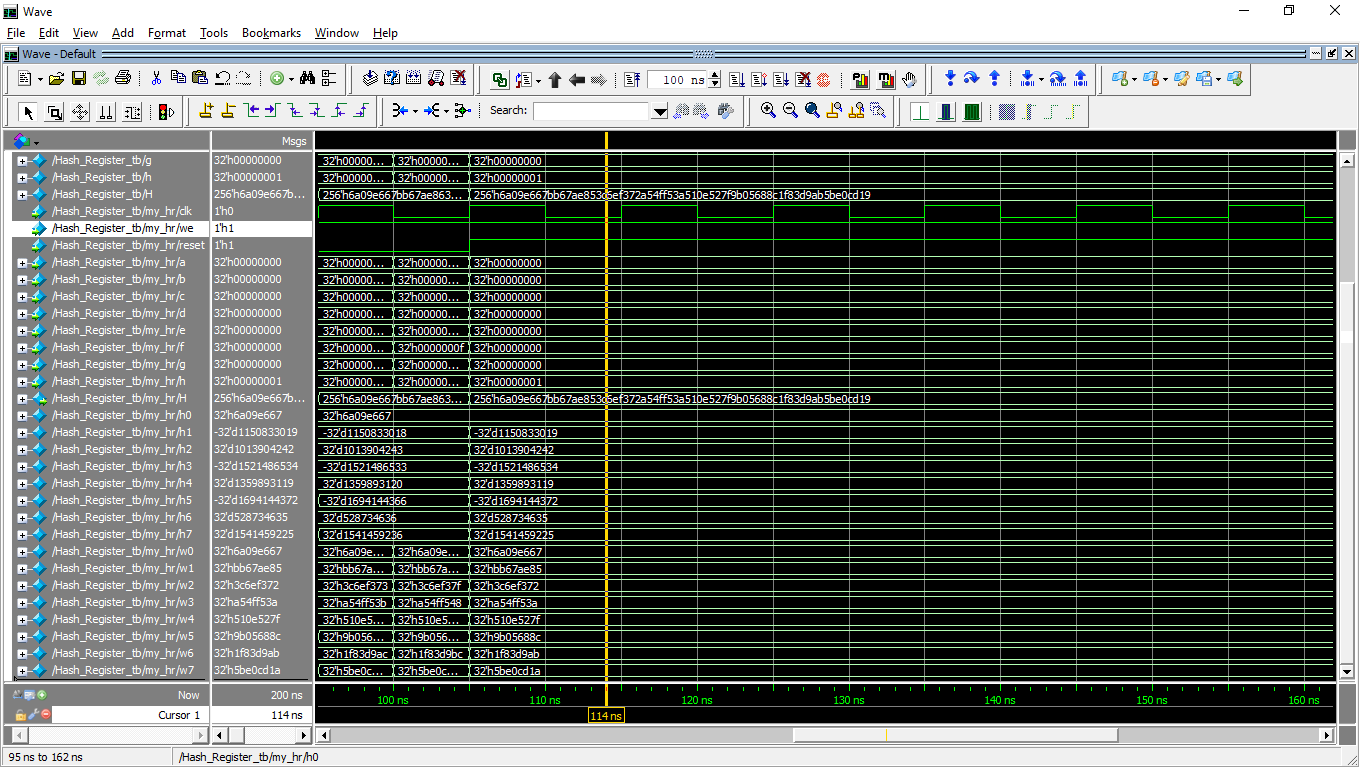 Wave
File Edit View Add Format Tools Bookmarks Window Help
Wave - Default
100 ns
Search:
Msgs
/Hash_Register_tb/g 32'h00000000 32'h00000... 32'h00000... 32'h00000000
/Hash_Register_tb/h 32'h00000001 32'h00000... 32'h00000... 32'h00000001
/Hash_Register_tb/H 256'h6a09e667b... 256'h6a09e667bb67ae863... 256'h6a09e667bb67ae853c6ef372a54ff53a510e527f9b05688c1f83d9ab5be0cd19
/Hash_Register_tb/my_hr/clk 1'h0
/Hash_Register_tb/my_hr/we 1'h1
/Hash_Register_tb/my_hr/reset 1'h1
/Hash_Register_tb/my_hr/a 32'h00000000 32'h00000... 32'h00000... 32'h00000000
/Hash_Register_tb/my_hr/b 32'h00000000 32'h00000... 32'h00000... 32'h00000000
/Hash_Register_tb/my_hr/c 32'h00000000 32'h00000... 32'h00000... 32'h00000000
/Hash_Register_tb/my_hr/d 32'h00000000 32'h00000... 32'h00000... 32'h00000000
/Hash_Register_tb/my_hr/e 32'h00000000 32'h00000... 32'h00000... 32'h00000000
/Hash_Register_tb/my_hr/f 32'h00000000 32'h00000... 32'h0000000f 32'h00000000
/Hash_Register_tb/my_hr/g 32'h00000000 32'h00000... 32'h00000... 32'h00000000
/Hash_Register_tb/my_hr/h 32'h00000001 32'h00000... 32'h00000... 32'h00000001
/Hash_Register_tb/my_hr/H 256'h6a09e667b... 256'h6a09e667bb67ae863... 256'h6a09e667bb67ae853c6ef372a54ff53a510e527f9b05688c1f83d9ab5be0cd19
/Hash_Register_tb/my_hr/h0 32'h6a09e667 32'h6a09e667
/Hash_Register_tb/my_hr/h1 -32'd1150833019 -32'd1150833018 -32'd1150833019
/Hash_Register_tb/my_hr/h2 32'd1013904242 32'd1013904243 32'd1013904242
/Hash_Register_tb/my_hr/h3 -32'd1521486534 -32'd1521486533 -32'd1521486534
/Hash_Register_tb/my_hr/h4 32'd1359893119 32'd1359893120 32'd1359893119
/Hash_Register_tb/my_hr/h5 -32'd1694144372 -32'd1694144366 -32'd1694144372
/Hash_Register_tb/my_hr/h6 32'd528734635 32'd528734636 32'd528734635
/Hash_Register_tb/my_hr/h7 32'd1541459225 32'd1541459236 32'd1541459225
/Hash_Register_tb/my_hr/w0 32'h6a09e667 32'h6a09e... 32'h6a09e... 32'h6a09e667
/Hash_Register_tb/my_hr/w1 32'hbb67ae85 32'hbb67a... 32'hbb67a... 32'hbb67ae85
/Hash_Register_tb/my_hr/w2 32'h3c6ef372 32'h3c6ef373 32'h3c6ef37f 32'h3c6ef372
/Hash_Register_tb/my_hr/w3 32'ha54ff53a 32'ha54ff53b 32'ha54ff548 32'ha54ff53a
/Hash_Register_tb/my_hr/w4 32'h510e527f 32'h510e5... 32'h510e5... 32'h510e527f
/Hash_Register_tb/my_hr/w5 32'h9b05688c 32'h9b056... 32'h9b056... 32'h9b05688c
/Hash_Register_tb/my_hr/w6 32'h1f83d9ab 32'h1f83d9ac 32'h1f83d9bc 32'h1f83d9ab
/Hash_Register_tb/my_hr/w7 32'h5be0cd1a 32'h5be0c... 32'h5be0c... 32'h5be0cd1a
Now 200 ns 100 ns 110 ns 120 ns 130 ns 140 ns 150 ns 160 ns
Cursor 1 114 ns 114 ns
95 ns to 162 ns /Hash_Register_tb/my_hr/h0